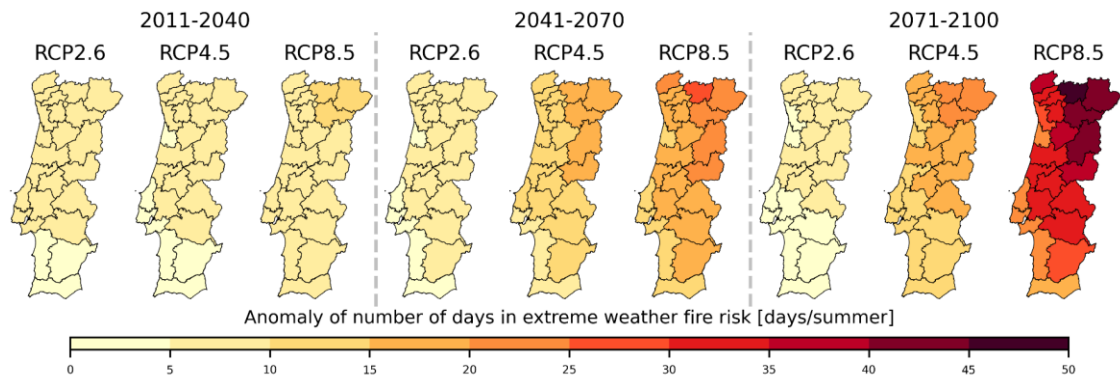 2011-2040 2041-2070 2071-2100
RCP2.6 RCP4.5 RCP8.5 RCP2.6 RCP4.5 RCP8.5 RCP2.6 RCP4.5 RCP8.5
Anomaly of number of days in extreme weather fire risk [days/summer]
0 5 10 15 20 25 30 35 40 45 50